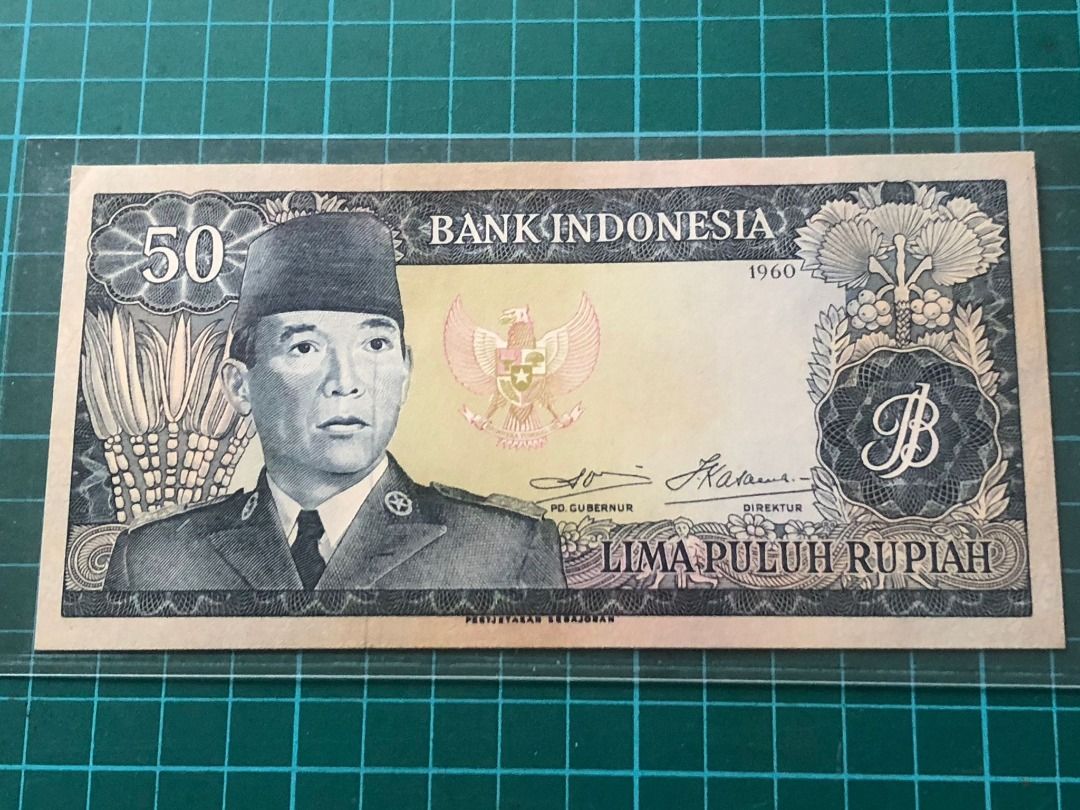 50
BANK INDONESIA
1960
PD. GUBERNUR
DIREKTUR
LIMA PULUH RUPIAH